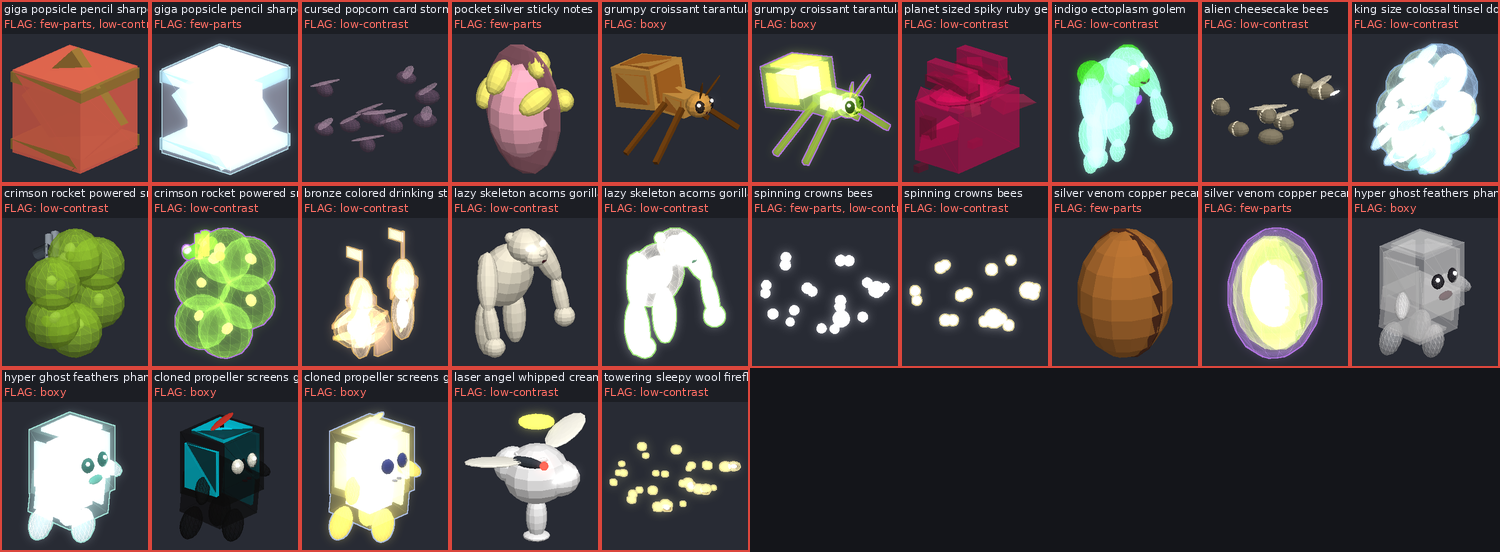 giga popsicle pencil sharp
FLAG: few-parts, low-contr
giga popsicle pencil sharp
FLAG: few-parts
cursed popcorn card storm
FLAG: low-contrast
pocket silver sticky notes
FLAG: few-parts
grumpy croissant tarantul
FLAG: boxy
grumpy croissant tarantul
FLAG: boxy
planet sized spiky ruby ge
FLAG: low-contrast
indigo ectoplasm golem
FLAG: low-contrast
alien cheesecake bees
FLAG: low-contrast
king size colossal tinsel do
FLAG: low-contrast
crimson rocket powered sn
FLAG: low-contrast
crimson rocket powered sn
FLAG: low-contrast
bronze colored drinking st
FLAG: low-contrast
lazy skeleton acorns gorill
FLAG: low-contrast
lazy skeleton acorns gorill
FLAG: low-contrast
spinning crowns bees
FLAG: few-parts, low-contr
spinning crowns bees
FLAG: low-contrast
silver venom copper pecan
FLAG: few-parts
silver venom copper pecan
FLAG: few-parts
hyper ghost feathers phan
FLAG: boxy
hyper ghost feathers phan
FLAG: boxy
cloned propeller screens g
FLAG: boxy
cloned propeller screens g
FLAG: boxy
laser angel whipped cream
FLAG: low-contrast
towering sleepy wool firefl
FLAG: low-contrast